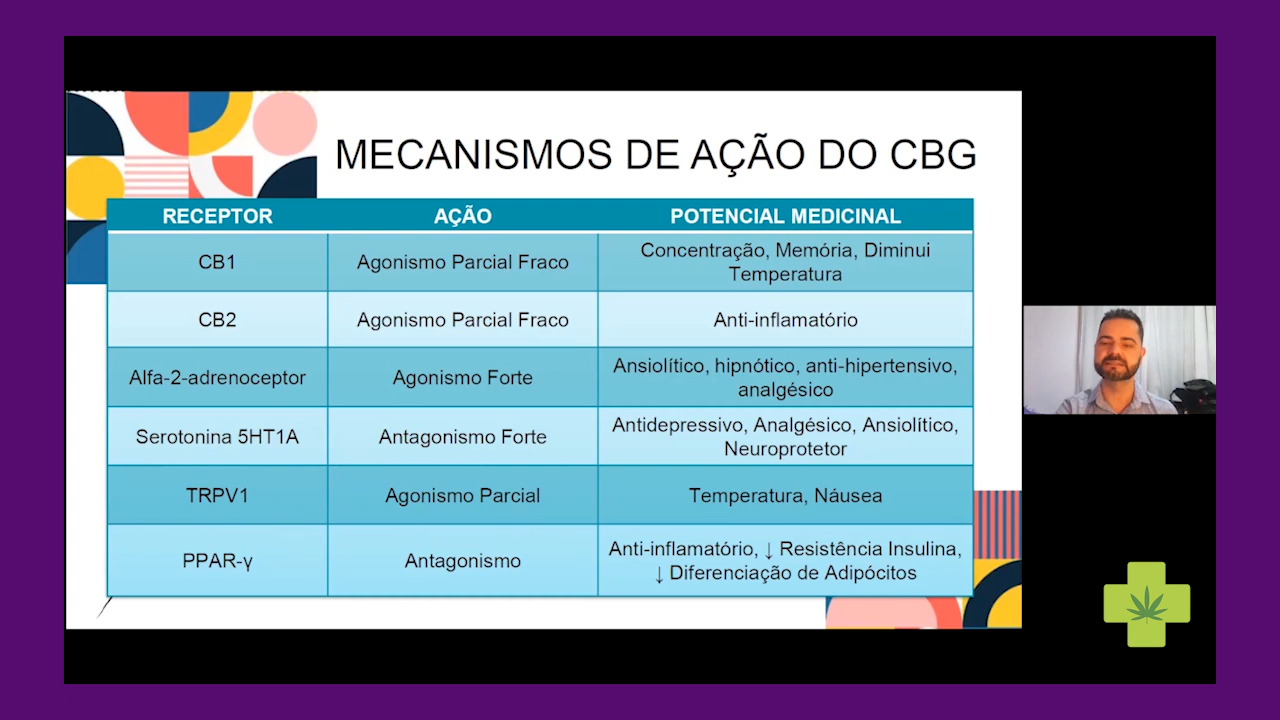 MECANISMOS DE AÇÃO DO CBG
RECEPTOR AÇÃO POTENCIAL MEDICINAL
CB1 Agonismo Parcial Fraco Concentração, Memória, Diminui
Temperatura
CB2 Agonismo Parcial Fraco Anti-inflamatório
Alfa-2-adrenoceptor Agonismo Forte Ansiolítico, hipnótico, anti-hipertensivo,
analgésico
Serotonina 5HT1A Antagonismo Forte Antidepressivo, Analgésico, Ansiolítico,
Neuroprotetor
TRPV1 Agonismo Parcial Temperatura, Náusea
PPAR-γ Antagonismo Anti-inflamatório, ↓ Resistência Insulina,
↓ Diferenciação de Adipócitos